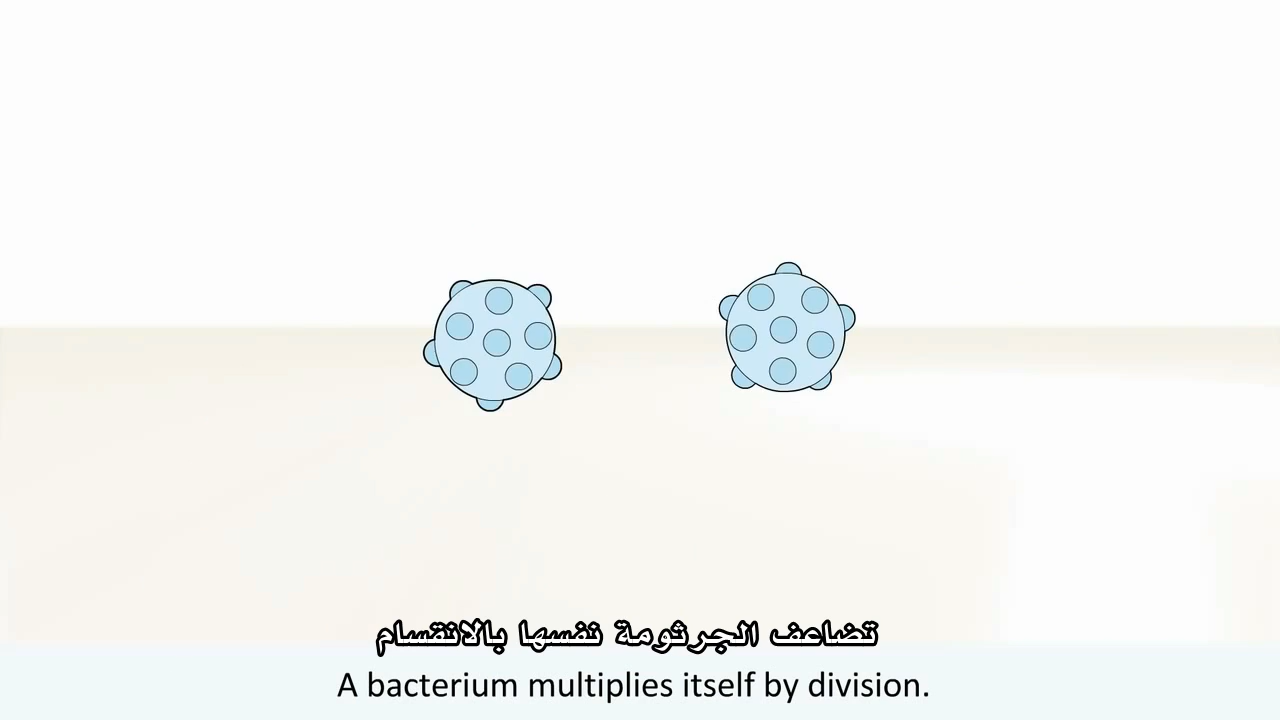 تضاعف الجرثومة نفسها بالانقسام
A bacterium multiplies itself by division.